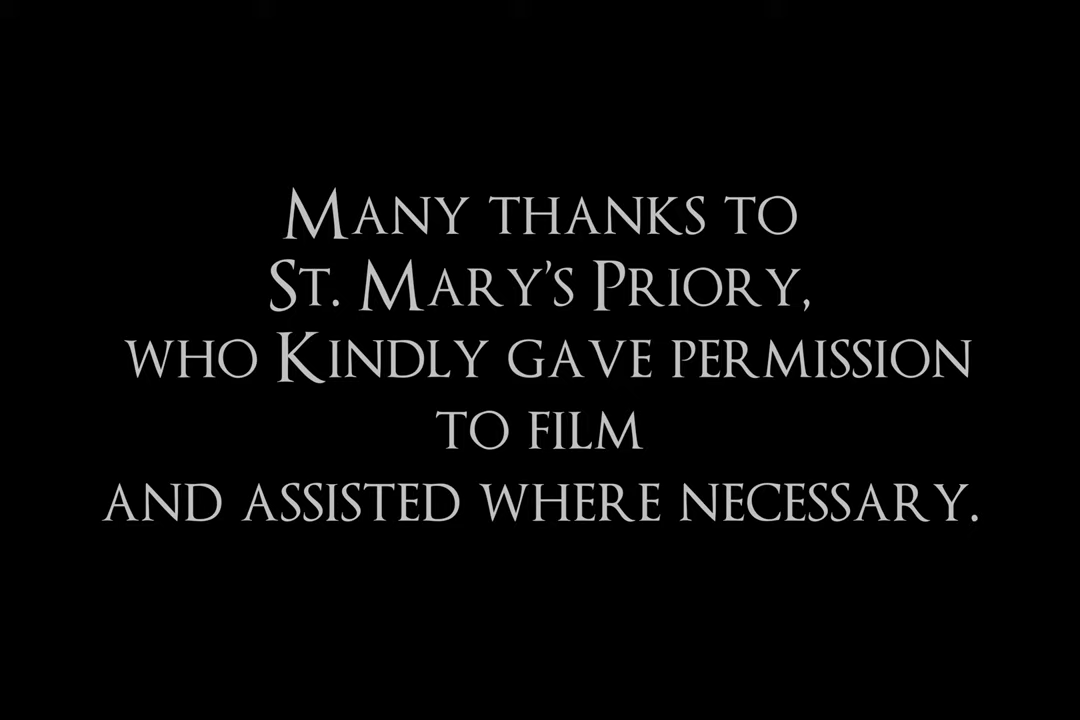 Many thanks to
St. Mary's Priory,
who Kindly gave permission
to film
and assisted where necessary.